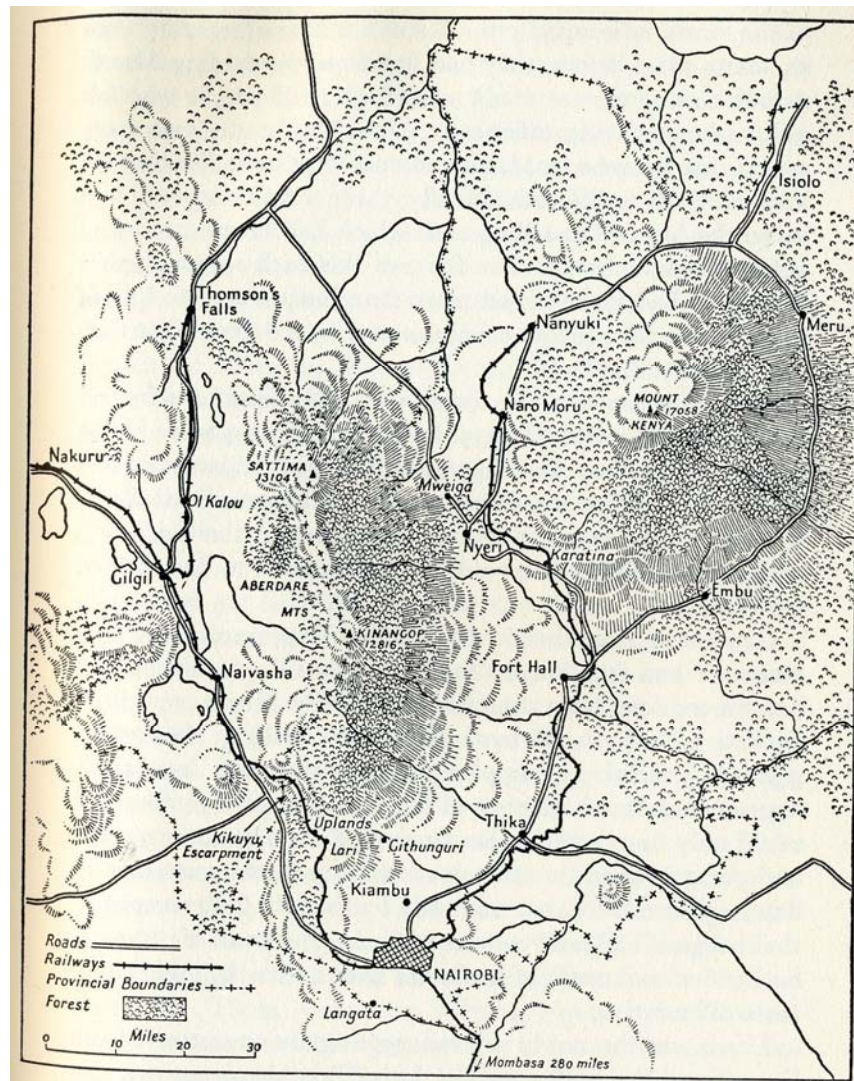 Isiolo
Thomson's
Falls
Nanyuki
Meru
MOUNT
17058
KENYA
Naro Moru
Nakuru
SATTIMA
13104
Mweiga
Ol Kalou
Nyeri
Karatina
Gilgil
ABERDARE
MTS
Embu
KINANGOP
12816
Naivasha
Fort Hall
Uplands
Thika
Kikuyu
Escarpment
Lari
Githunguri
Kiambu
Roads
Railways
Provincial Boundaries
Forest
NAIROBI
Langata
Miles
0 10 20 30
Mombasa 280 miles